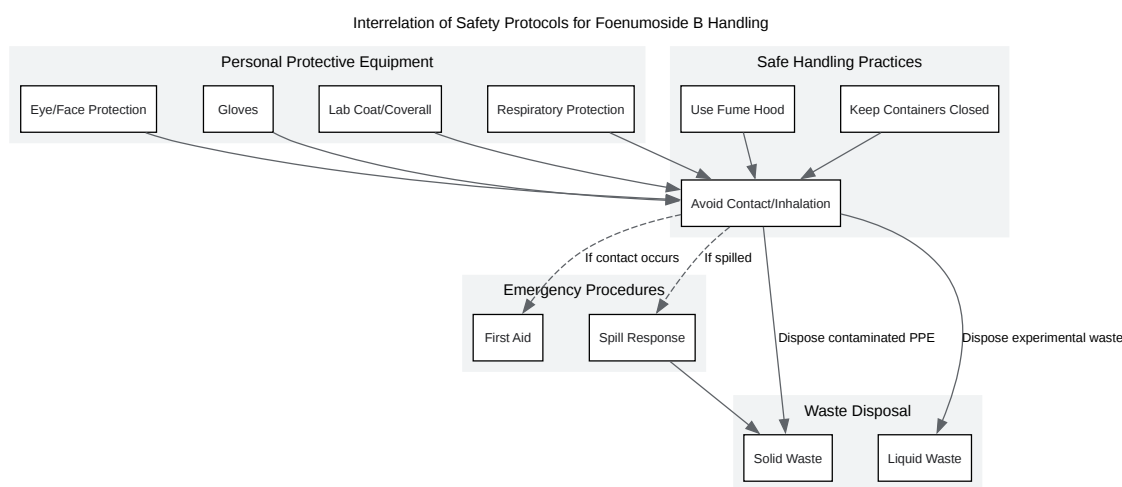 Interrelation of Safety Protocols for Foenumoside B Handling
Personal Protective Equipment
Safe Handling Practices
Eye/Face Protection
Gloves
Lab Coat/Coverall
Respiratory Protection
Use Fume Hood
Keep Containers Closed
Avoid Contact/Inhalation
If contact occurs
If spilled
Emergency Procedures
First Aid
Spill Response
Dispose contaminated PPE
Dispose experimental waste
Waste Disposal
Solid Waste
Liquid Waste